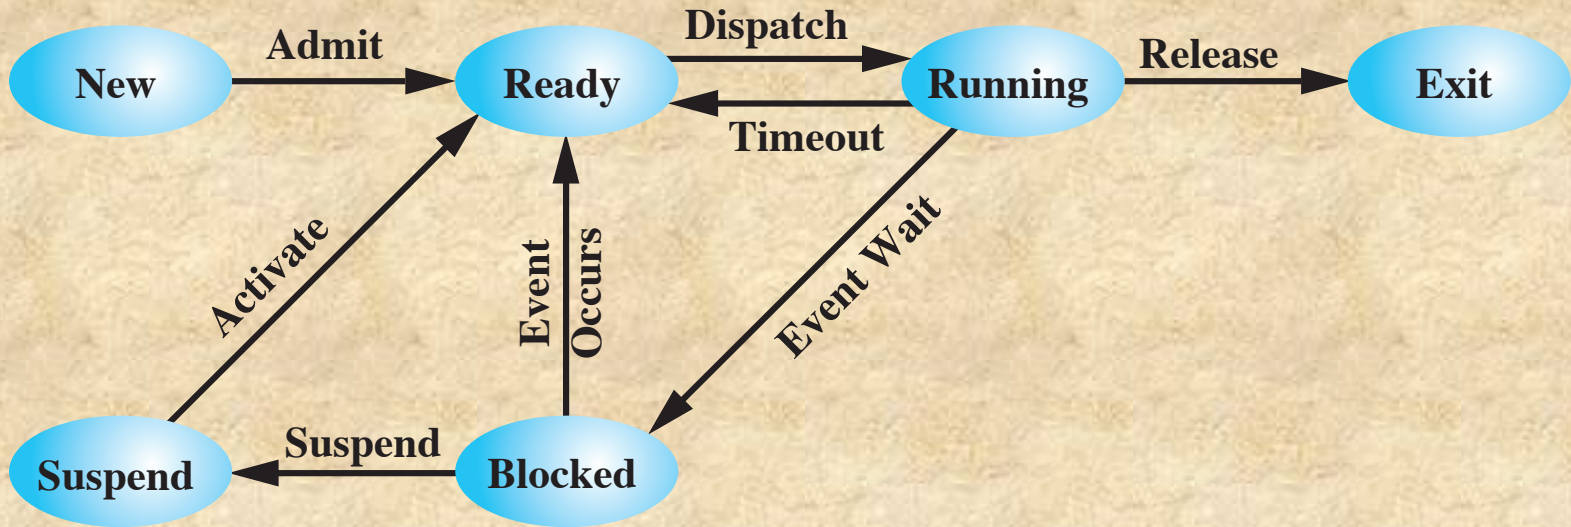 Dispatch
Admit
Release
New
Ready
Running
Exit
Timeout
Activate
Event
Occurs
Event Wait
Suspend
Suspend
Blocked